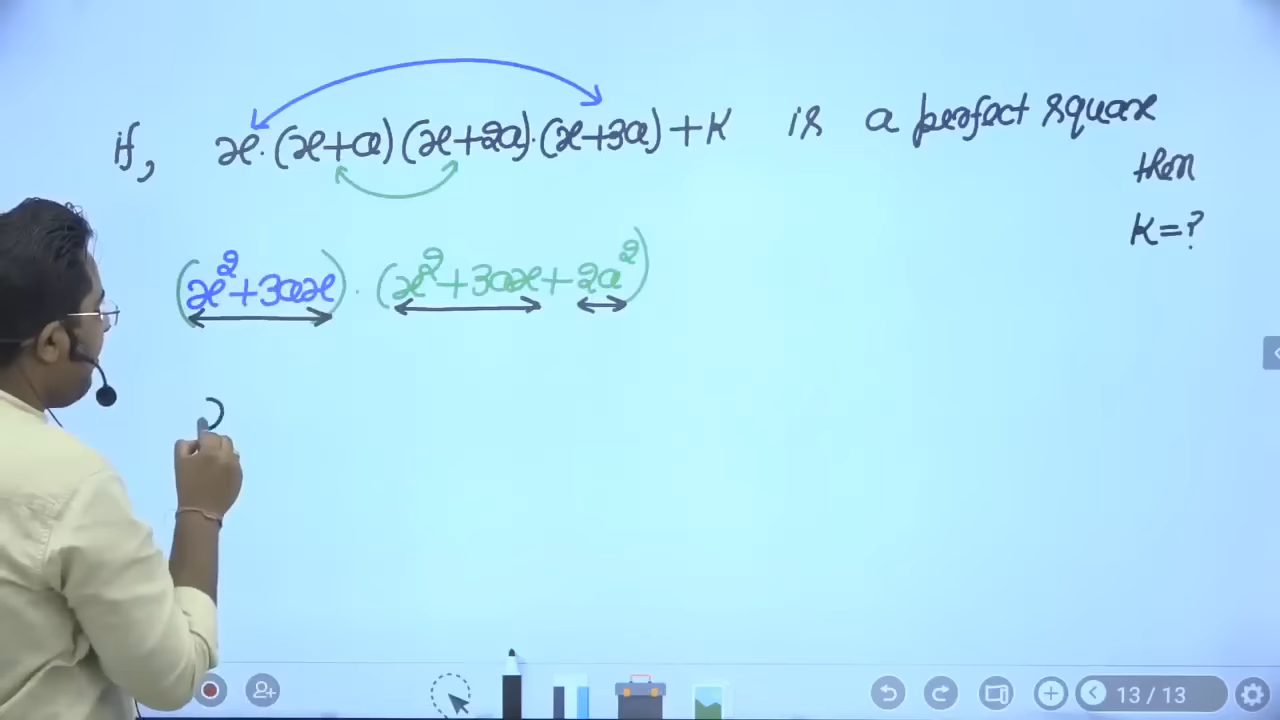 if, x·(x+a)(x+2a)·(x+3a)+K is a perfect square
then
K=?
(x²+3ax)·(x²+3ax+2a²)
13 / 13